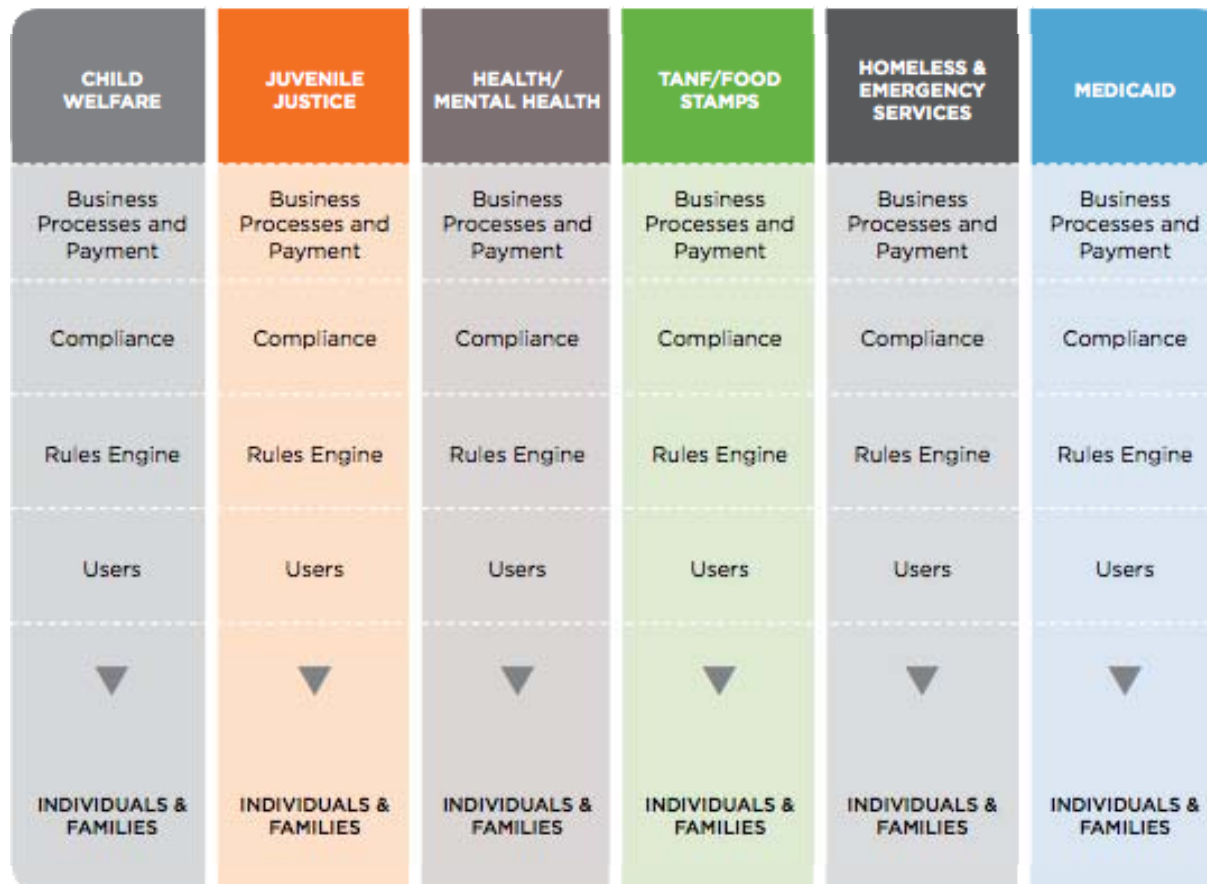 CHILD
WELFARE
JUVENILE
JUSTICE
HEALTH/
MENTAL HEALTH
TANF/FOOD
STAMPS
HOMELESS &
EMERGENCY
SERVICES
MEDICAID
Business
Processes and
Payment
Business
Processes and
Payment
Business
Processes and
Payment
Business
Processes and
Payment
Business
Processes and
Payment
Business
Processes and
Payment
Compliance
Compliance
Compliance
Compliance
Compliance
Compliance
Rules Engine
Rules Engine
Rules Engine
Rules Engine
Rules Engine
Rules Engine
Users
Users
Users
Users
Users
Users
INDIVIDUALS &
FAMILIES
INDIVIDUALS &
FAMILIES
INDIVIDUALS &
FAMILIES
INDIVIDUALS &
FAMILIES
INDIVIDUALS &
FAMILIES
INDIVIDUALS &
FAMILIES